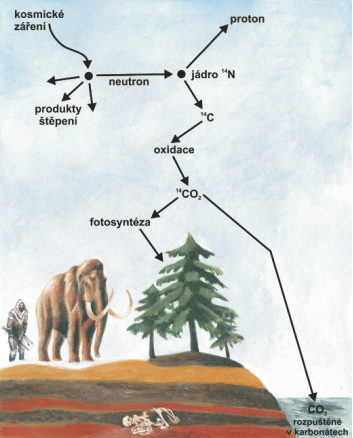 kosmické
záření
proton
neutron
jádro ¹⁴N
produkty
štěpení
¹⁴C
oxidace
¹⁴CO₂
fotosyntéza
CO₂
rozpuštěné
v karbonátech